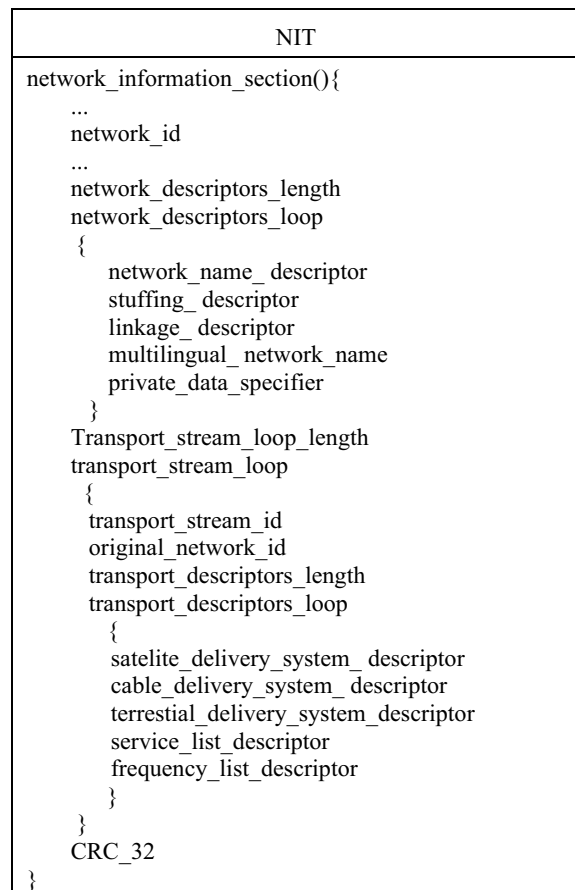 NIT
network_information_section(){
...
network_id
...
network_descriptors_length
network_descriptors_loop
{
network_name_ descriptor
stuffing_ descriptor
linkage_ descriptor
multilingual_ network_name
private_data_specifier
}
Transport_stream_loop_length
transport_stream_loop
{
transport_stream_id
original_network_id
transport_descriptors_length
transport_descriptors_loop
{
satelite_delivery_system_ descriptor
cable_delivery_system_ descriptor
terrestial_delivery_system_descriptor
service_list_descriptor
frequency_list_descriptor
}
}
CRC_32
}